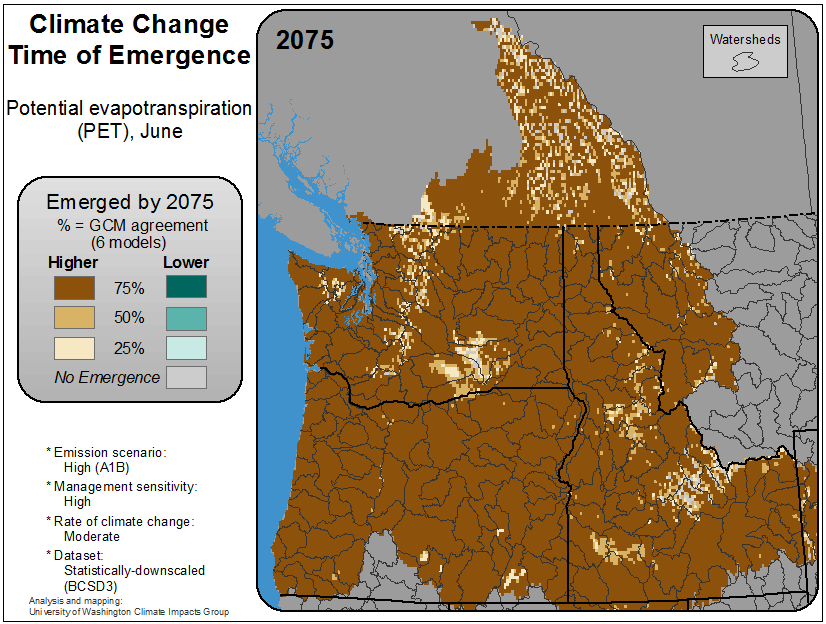 Climate Change
Time of Emergence
Potential evapotranspiration
(PET), June
Emerged by 2075
% = GCM agreement
(6 models)
Higher Lower
75%
50%
25%
No Emergence
* Emission scenario:
High (A1B)
* Management sensitivity:
High
* Rate of climate change:
Moderate
* Dataset:
Statistically-downscaled
(BCSD3)
Analysis and mapping:
University of Washington Climate Impacts Group
2075
Watersheds